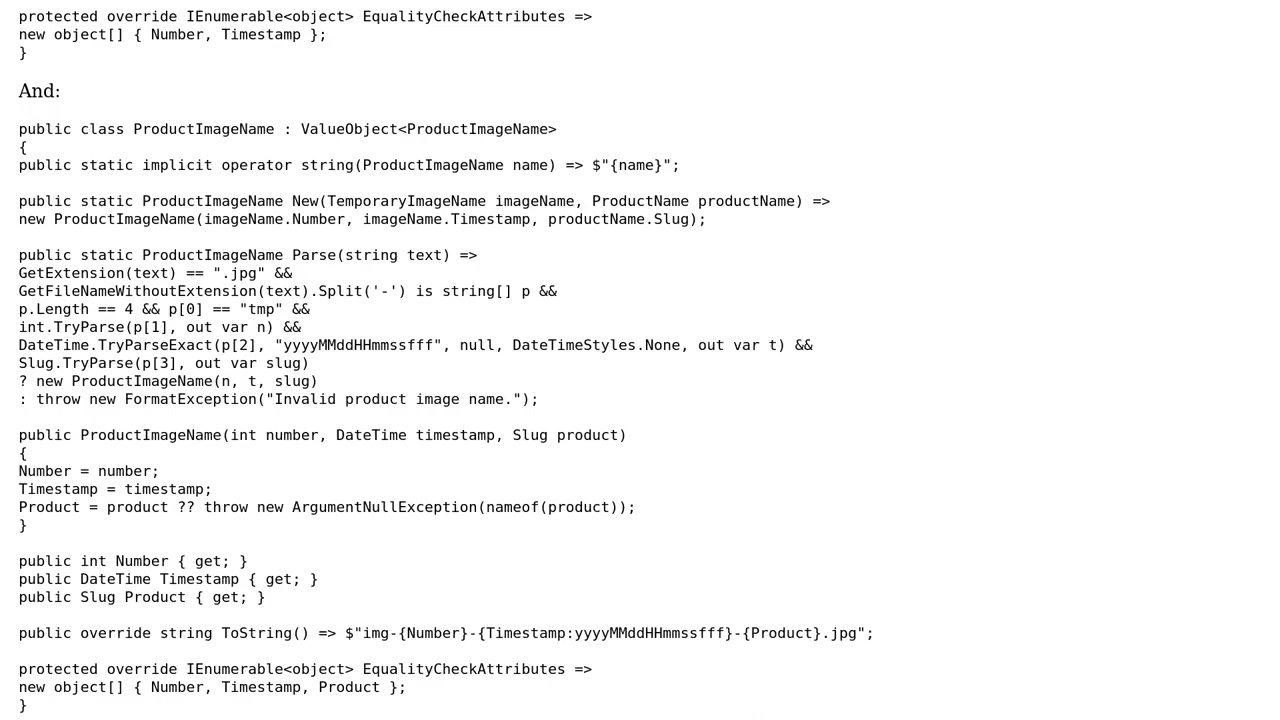 protected override IEnumerable<object> EqualityCheckAttributes =>
new object[] { Number, Timestamp };
}
And:
public class ProductImageName : ValueObject<ProductImageName>
{
public static implicit operator string(ProductImageName name) => $"{name}";
public static ProductImageName New(TemporaryImageName imageName, ProductName productName) =>
new ProductImageName(imageName.Number, imageName.Timestamp, productName.Slug);
public static ProductImageName Parse(string text) =>
GetExtension(text) == ".jpg" &&
GetFileNameWithoutExtension(text).Split('-') is string[] p &&
p.Length == 4 && p[0] == "tmp" &&
int.TryParse(p[1], out var n) &&
DateTime.TryParseExact(p[2], "yyyyMMddHHmmssfff", null, DateTimeStyles.None, out var t) &&
Slug.TryParse(p[3], out var slug)
? new ProductImageName(n, t, slug)
: throw new FormatException("Invalid product image name.");
public ProductImageName(int number, DateTime timestamp, Slug product)
{
Number = number;
Timestamp = timestamp;
Product = product ?? throw new ArgumentNullException(nameof(product));
}
public int Number { get; }
public DateTime Timestamp { get; }
public Slug Product { get; }
public override string ToString() => $"img-{Number}-{Timestamp:yyyyMMddHHmmssfff}-{Product}.jpg";
protected override IEnumerable<object> EqualityCheckAttributes =>
new object[] { Number, Timestamp, Product };
}